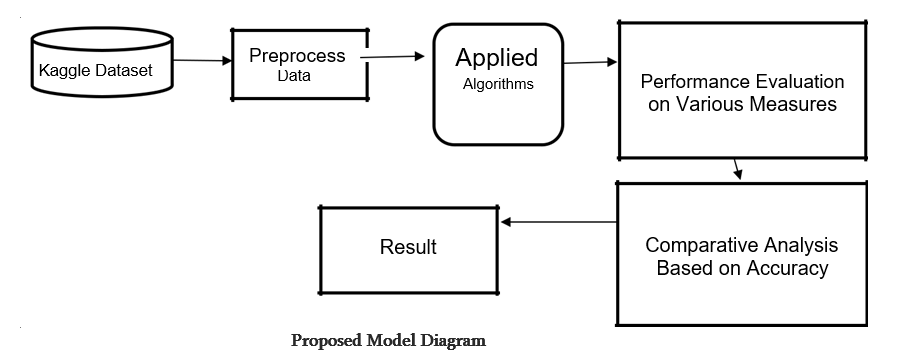 Kaggle Dataset
Preprocess
Data
Applied
Algorithms
Performance Evaluation
on Various Measures
Comparative Analysis
Based on Accuracy
Result
Proposed Model Diagram